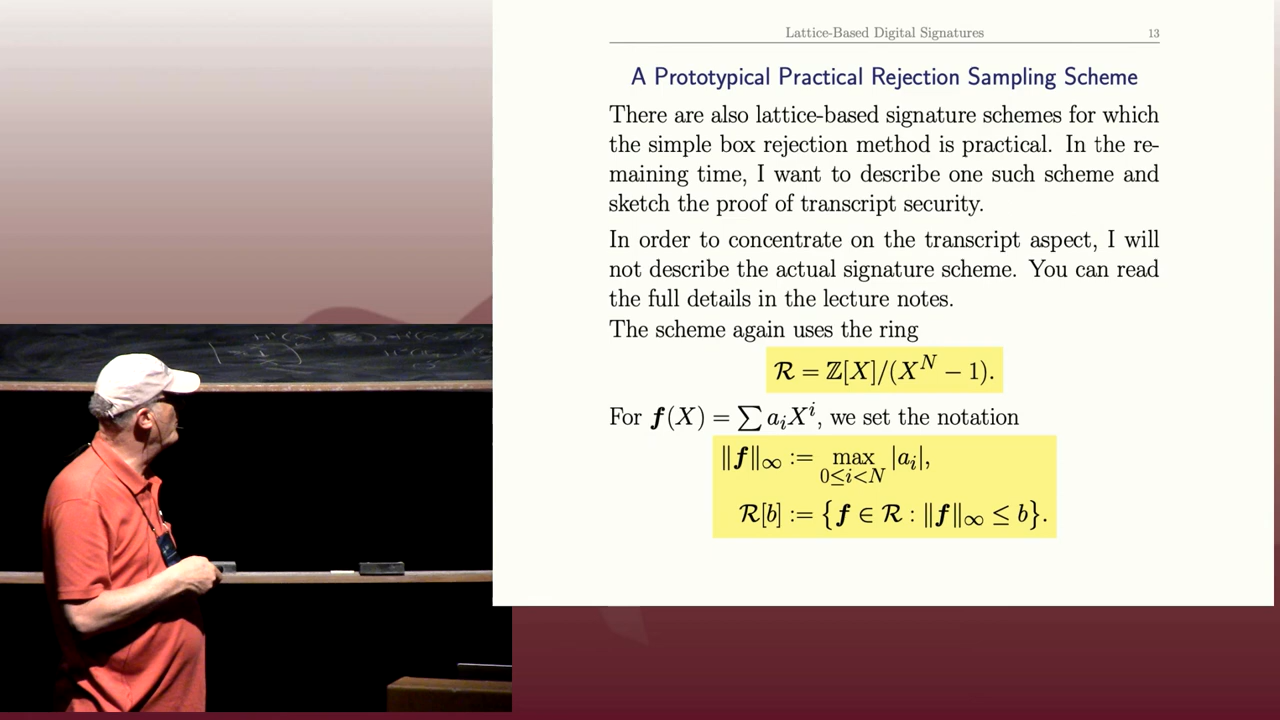 Lattice-Based Digital Signatures 13
A Prototypical Practical Rejection Sampling Scheme
There are also lattice-based signature schemes for which
the simple box rejection method is practical. In the re-
maining time, I want to describe one such scheme and
sketch the proof of transcript security.
In order to concentrate on the transcript aspect, I will
not describe the actual signature scheme. You can read
the full details in the lecture notes.
The scheme again uses the ring
𝓡 = ℤ[X]/(X^N − 1).
For f(X) = ∑ a_i X^i, we set the notation
‖f‖_∞ := max_{0≤i<N} |a_i|,
𝓡[b] := {f ∈ 𝓡 : ‖f‖_∞ ≤ b}.